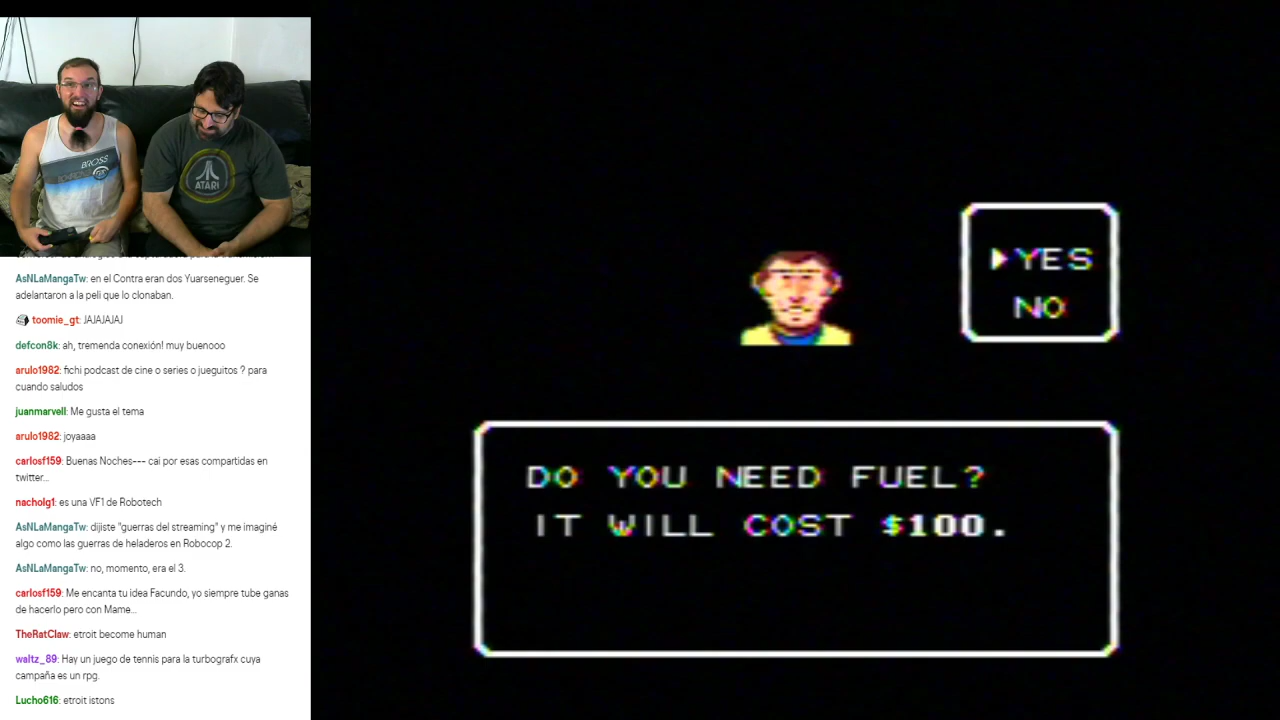 BROSS
ATARI
AsNLaMangaTw: en el Contra eran dos Yuarseneguer. Se
adelantaron a la peli que lo clonaban.
toomie_gt: JAJAJAJAJ
defcon8k: ah, tremenda conexión! muy buenooo
arulo1982: fichi podcast de cine o series o jueguitos ? para
cuando saludos
juanmarvell: Me gusta el tema
arulo1982: joyaaaa
carlosf159: Buenas Noches--- cai por esas compartidas en
twitter...
nacholg1: es una VF1 de Robotech
AsNLaMangaTw: dijiste "guerras del streaming" y me imaginé
algo como las guerras de heladeros en Robocop 2.
AsNLaMangaTw: no, momento, era el 3.
carlosf159: Me encanta tu idea Facundo, yo siempre tube ganas
de hacerlo pero con Mame...
TheRatClaw: etroit become human
waltz_89: Hay un juego de tennis para la turbografx cuya
campaña es un rpg.
Lucho616: etroit istons
YES
NO
DO YOU NEED FUEL?
IT WILL COST $100.